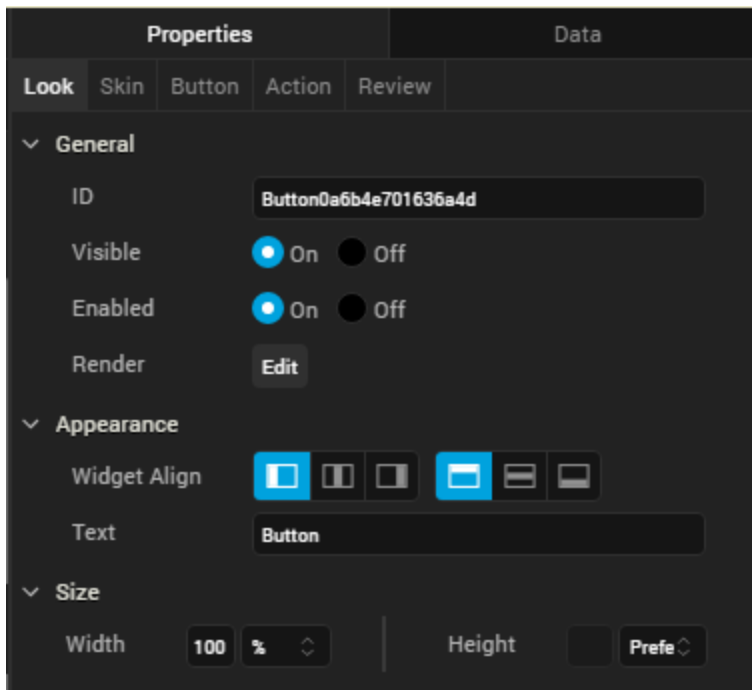 Properties Data
Look Skin Button Action Review
General
ID Button0a6b4e701636a4d
Visible On Off
Enabled On Off
Render Edit
Appearance
Widget Align
Text Button
Size
Width 100 % Height Prefe